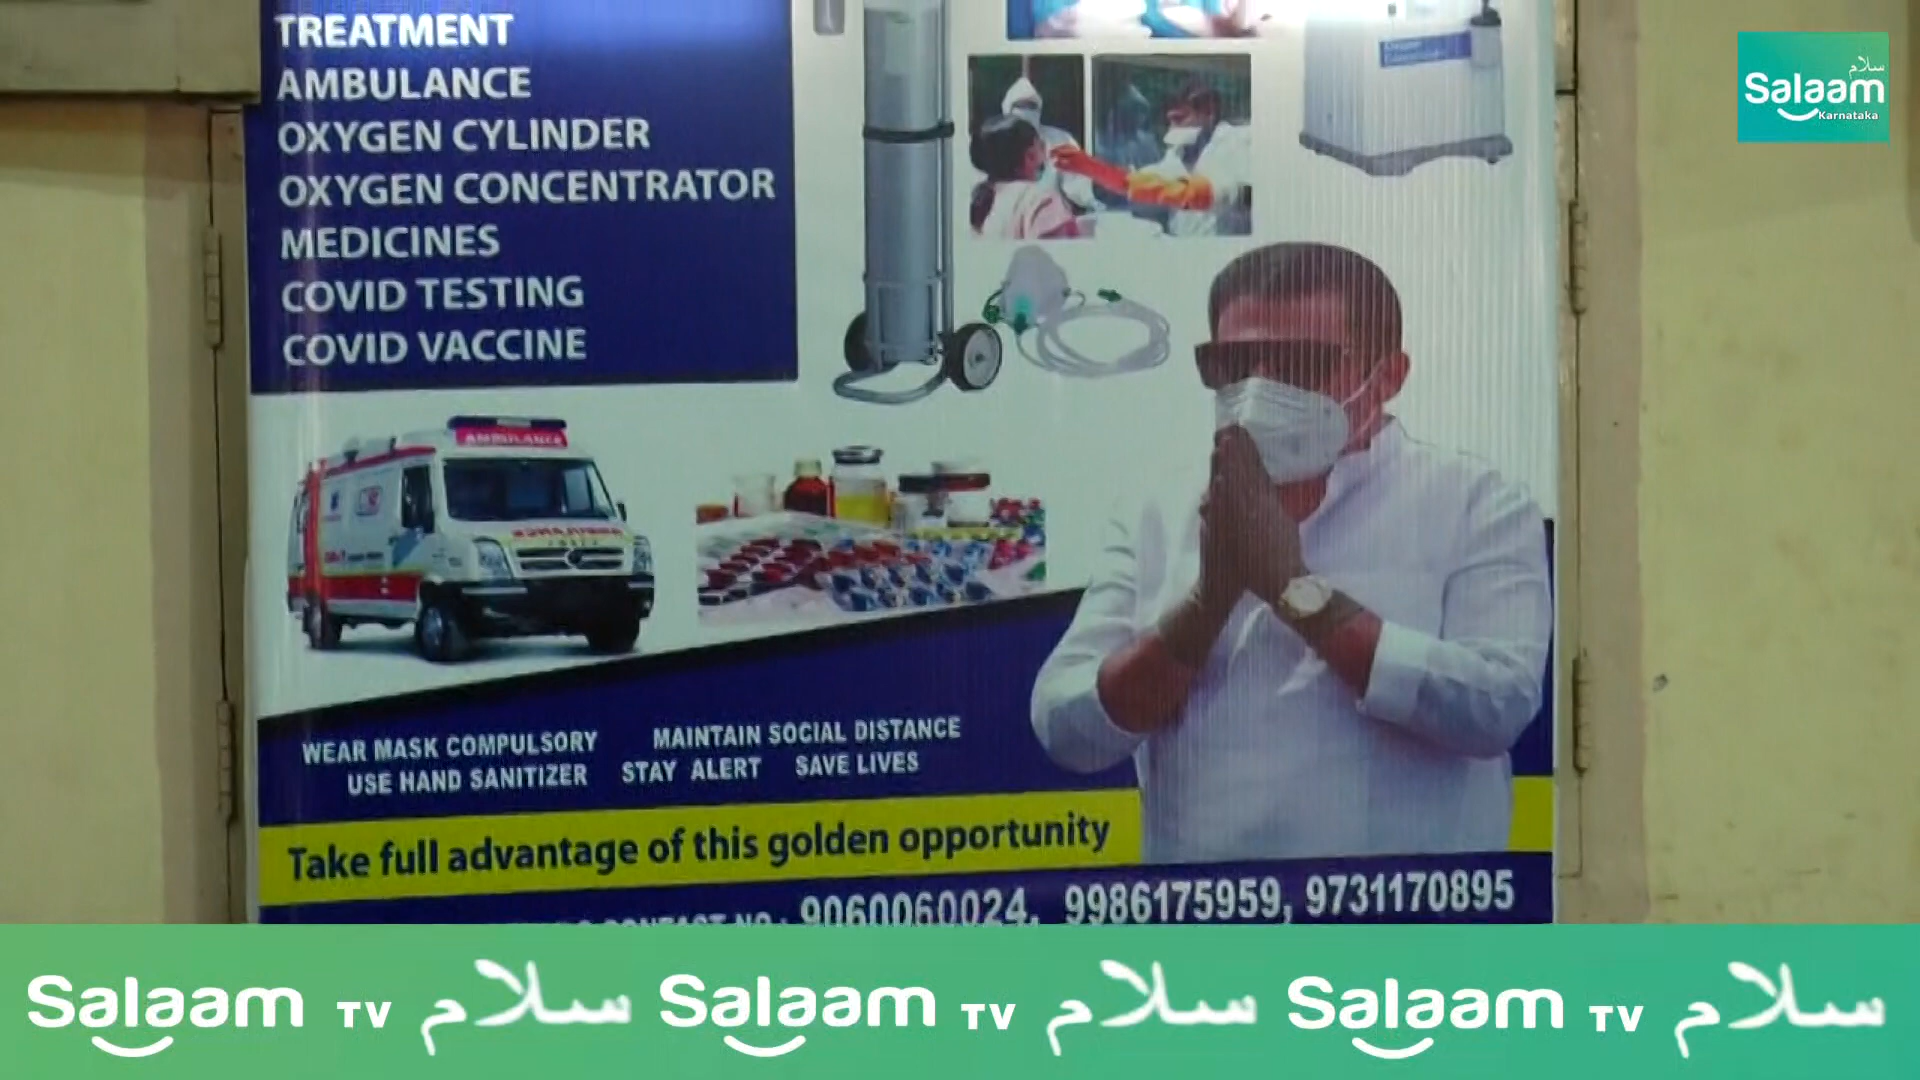 TREATMENT
AMBULANCE
OXYGEN CYLINDER
OXYGEN CONCENTRATOR
MEDICINES
COVID TESTING
COVID VACCINE
سلام
Salaam
Karnataka
AMBULANCE
WEAR MASK COMPULSORY MAINTAIN SOCIAL DISTANCE
USE HAND SANITIZER STAY ALERT SAVE LIVES
Take full advantage of this golden opportunity
CONTACT NO.: 9060060024, 9986175959, 9731170895
Salaam TV سلام Salaam TV سلام Salaam TV سلام